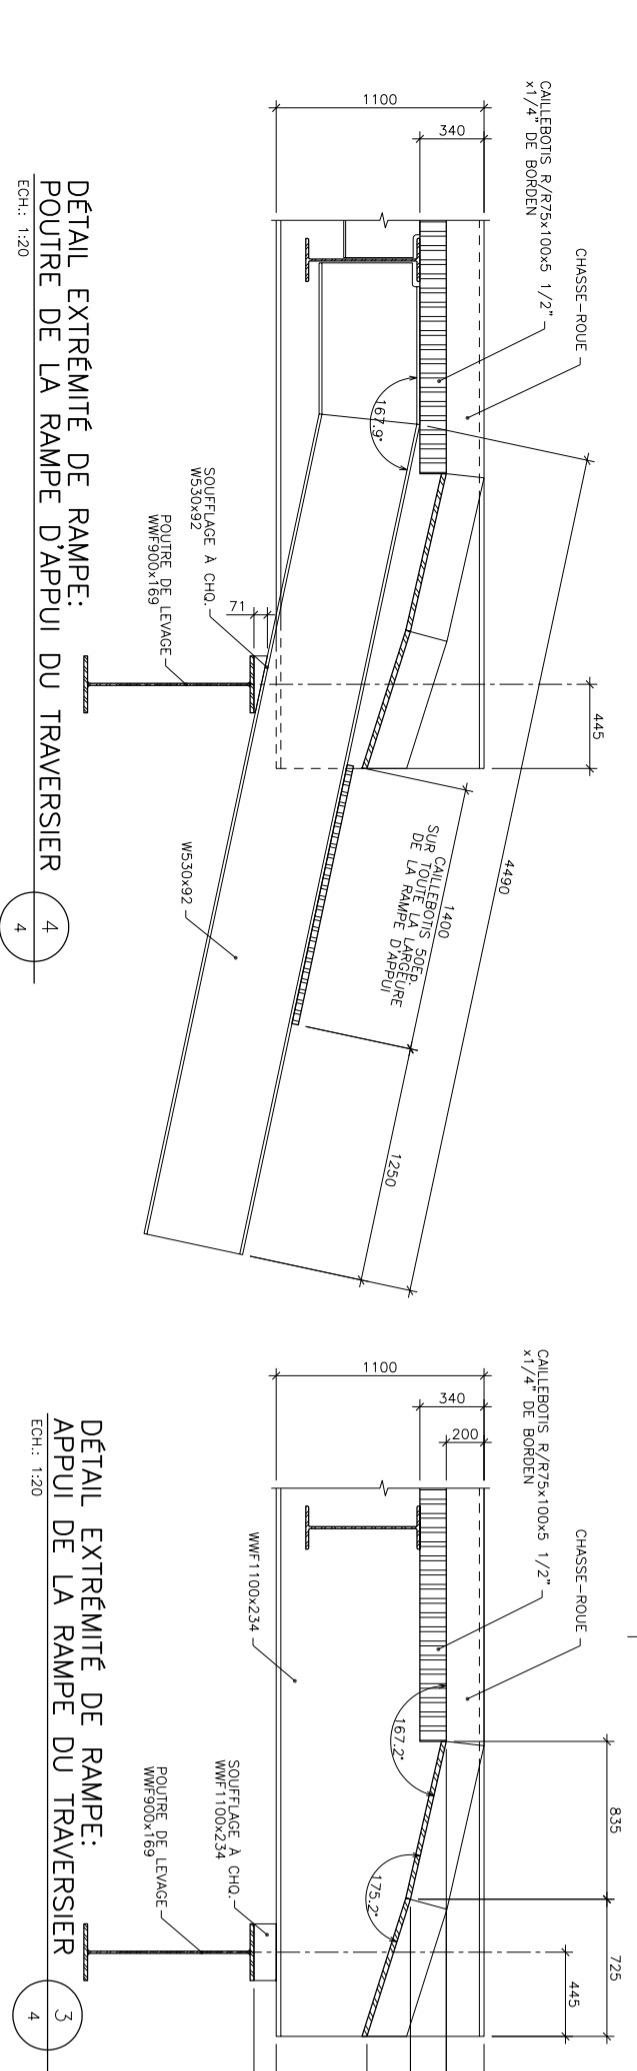 1100
340
CAILLEBOTIS R/R75x100x5 1/2"
x1/4" DE BORDEN
CHASSE-ROUE
167.9°
SOUFFLAGE À CHQ.
W530x92
POUTRE DE LEVAGE
WWF900x169
71
445
4490
1400
CAILLEBOTIS 50EP.
SUR TOUTE LA LARGEURE
DE LA RAMPE D'APPUI
1250
W530x92
DÉTAIL EXTRÉMITÉ DE RAMPE:
POUTRE DE LA RAMPE D'APPUI DU TRAVERSIER
ECH.: 1:20
4
4
1100
340
200
CAILLEBOTIS R/R75x100x5 1/2"
x1/4" DE BORDEN
CHASSE-ROUE
WWF1100x234
167.2°
175.2°
835
725
445
SOUFFLAGE À CHQ.
WWF1100x234
POUTRE DE LEVAGE
WWF900x169
DÉTAIL EXTRÉMITÉ DE RAMPE:
APPUI DE LA RAMPE DU TRAVERSIER
ECH.: 1:20
3
4